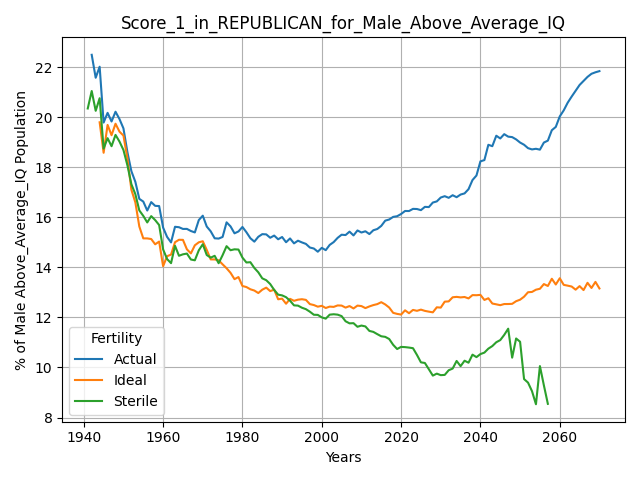 Score_1_in_REPUBLICAN_for_Male_Above_Average_IQ
% of Male Above_Average_IQ Population
22
20
18
16
14
12
10
8
Fertility
Actual
Ideal
Sterile
1940 1960 1980 2000 2020 2040 2060
Years